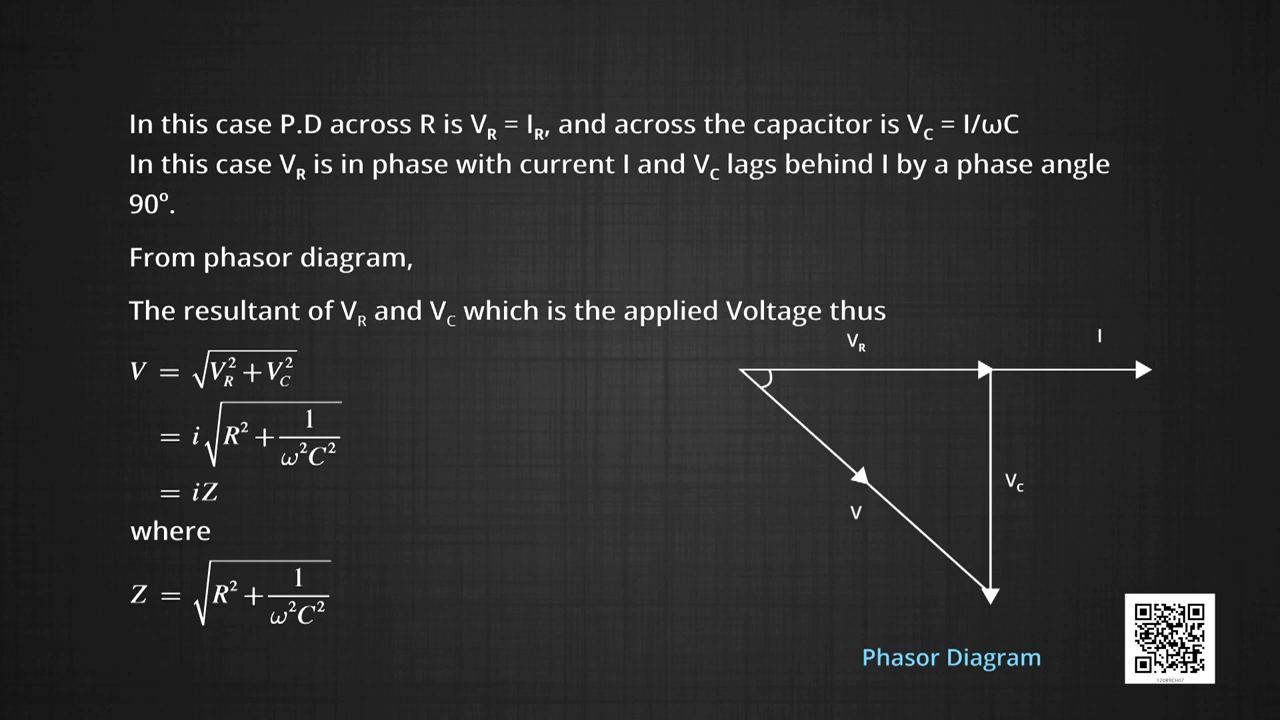 In this case P.D across R is V_R = I_R, and across the capacitor is V_C = I/ωC
In this case V_R is in phase with current I and V_C lags behind I by a phase angle
90º.
From phasor diagram,
The resultant of V_R and V_C which is the applied Voltage thus
V = √(V_R² + V_C²)
= i√(R² + 1/(ω²C²))
= iZ
where
Z = √(R² + 1/(ω²C²))
V_R
I
V_C
V
Phasor Diagram
12089CH07